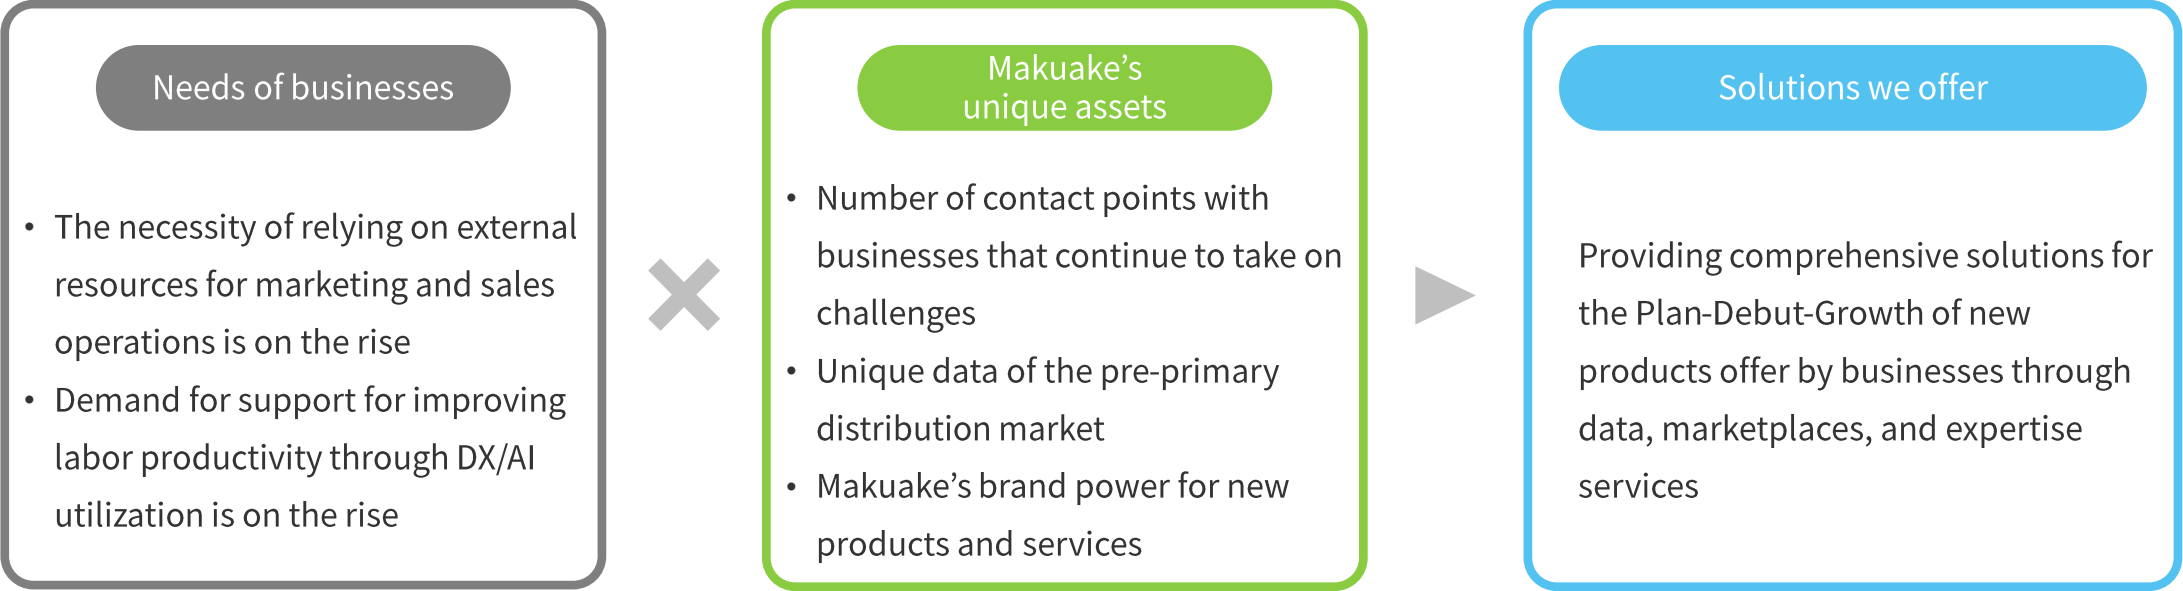 Needs of businesses
• The necessity of relying on external
resources for marketing and sales
operations is on the rise
• Demand for support for improving
labor productivity through DX/AI
utilization is on the rise
Makuake’s
unique assets
• Number of contact points with
businesses that continue to take on
challenges
• Unique data of the pre-primary
distribution market
• Makuake’s brand power for new
products and services
Solutions we offer
Providing comprehensive solutions for
the Plan-Debut-Growth of new
products offer by businesses through
data, marketplaces, and expertise
services